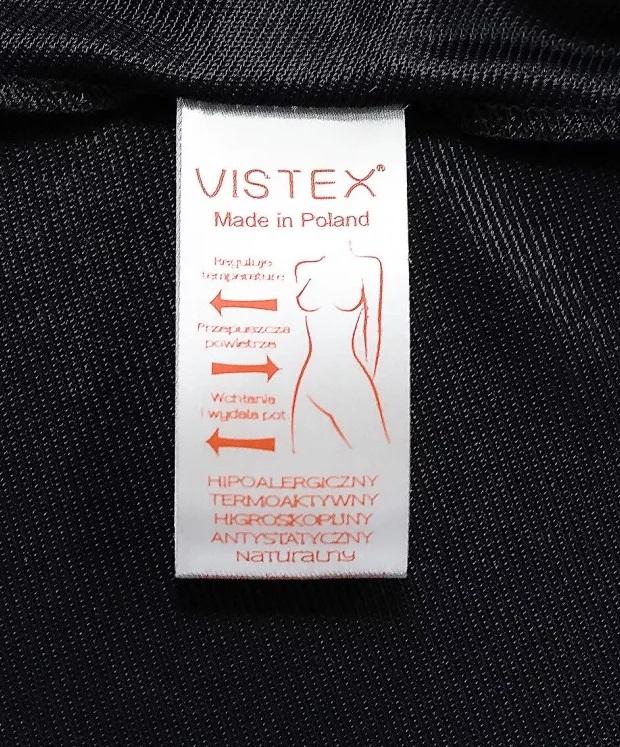 VISTEX®
Made in Poland
Reguluje
temperaturę
Przepuszcza
powietrze
Wchłania
i wydala pot
HIPOALERGICZNY
TERMOAKTYWNY
HIGROSKOPIJNY
ANTYSTATYCZNY
Naturalny